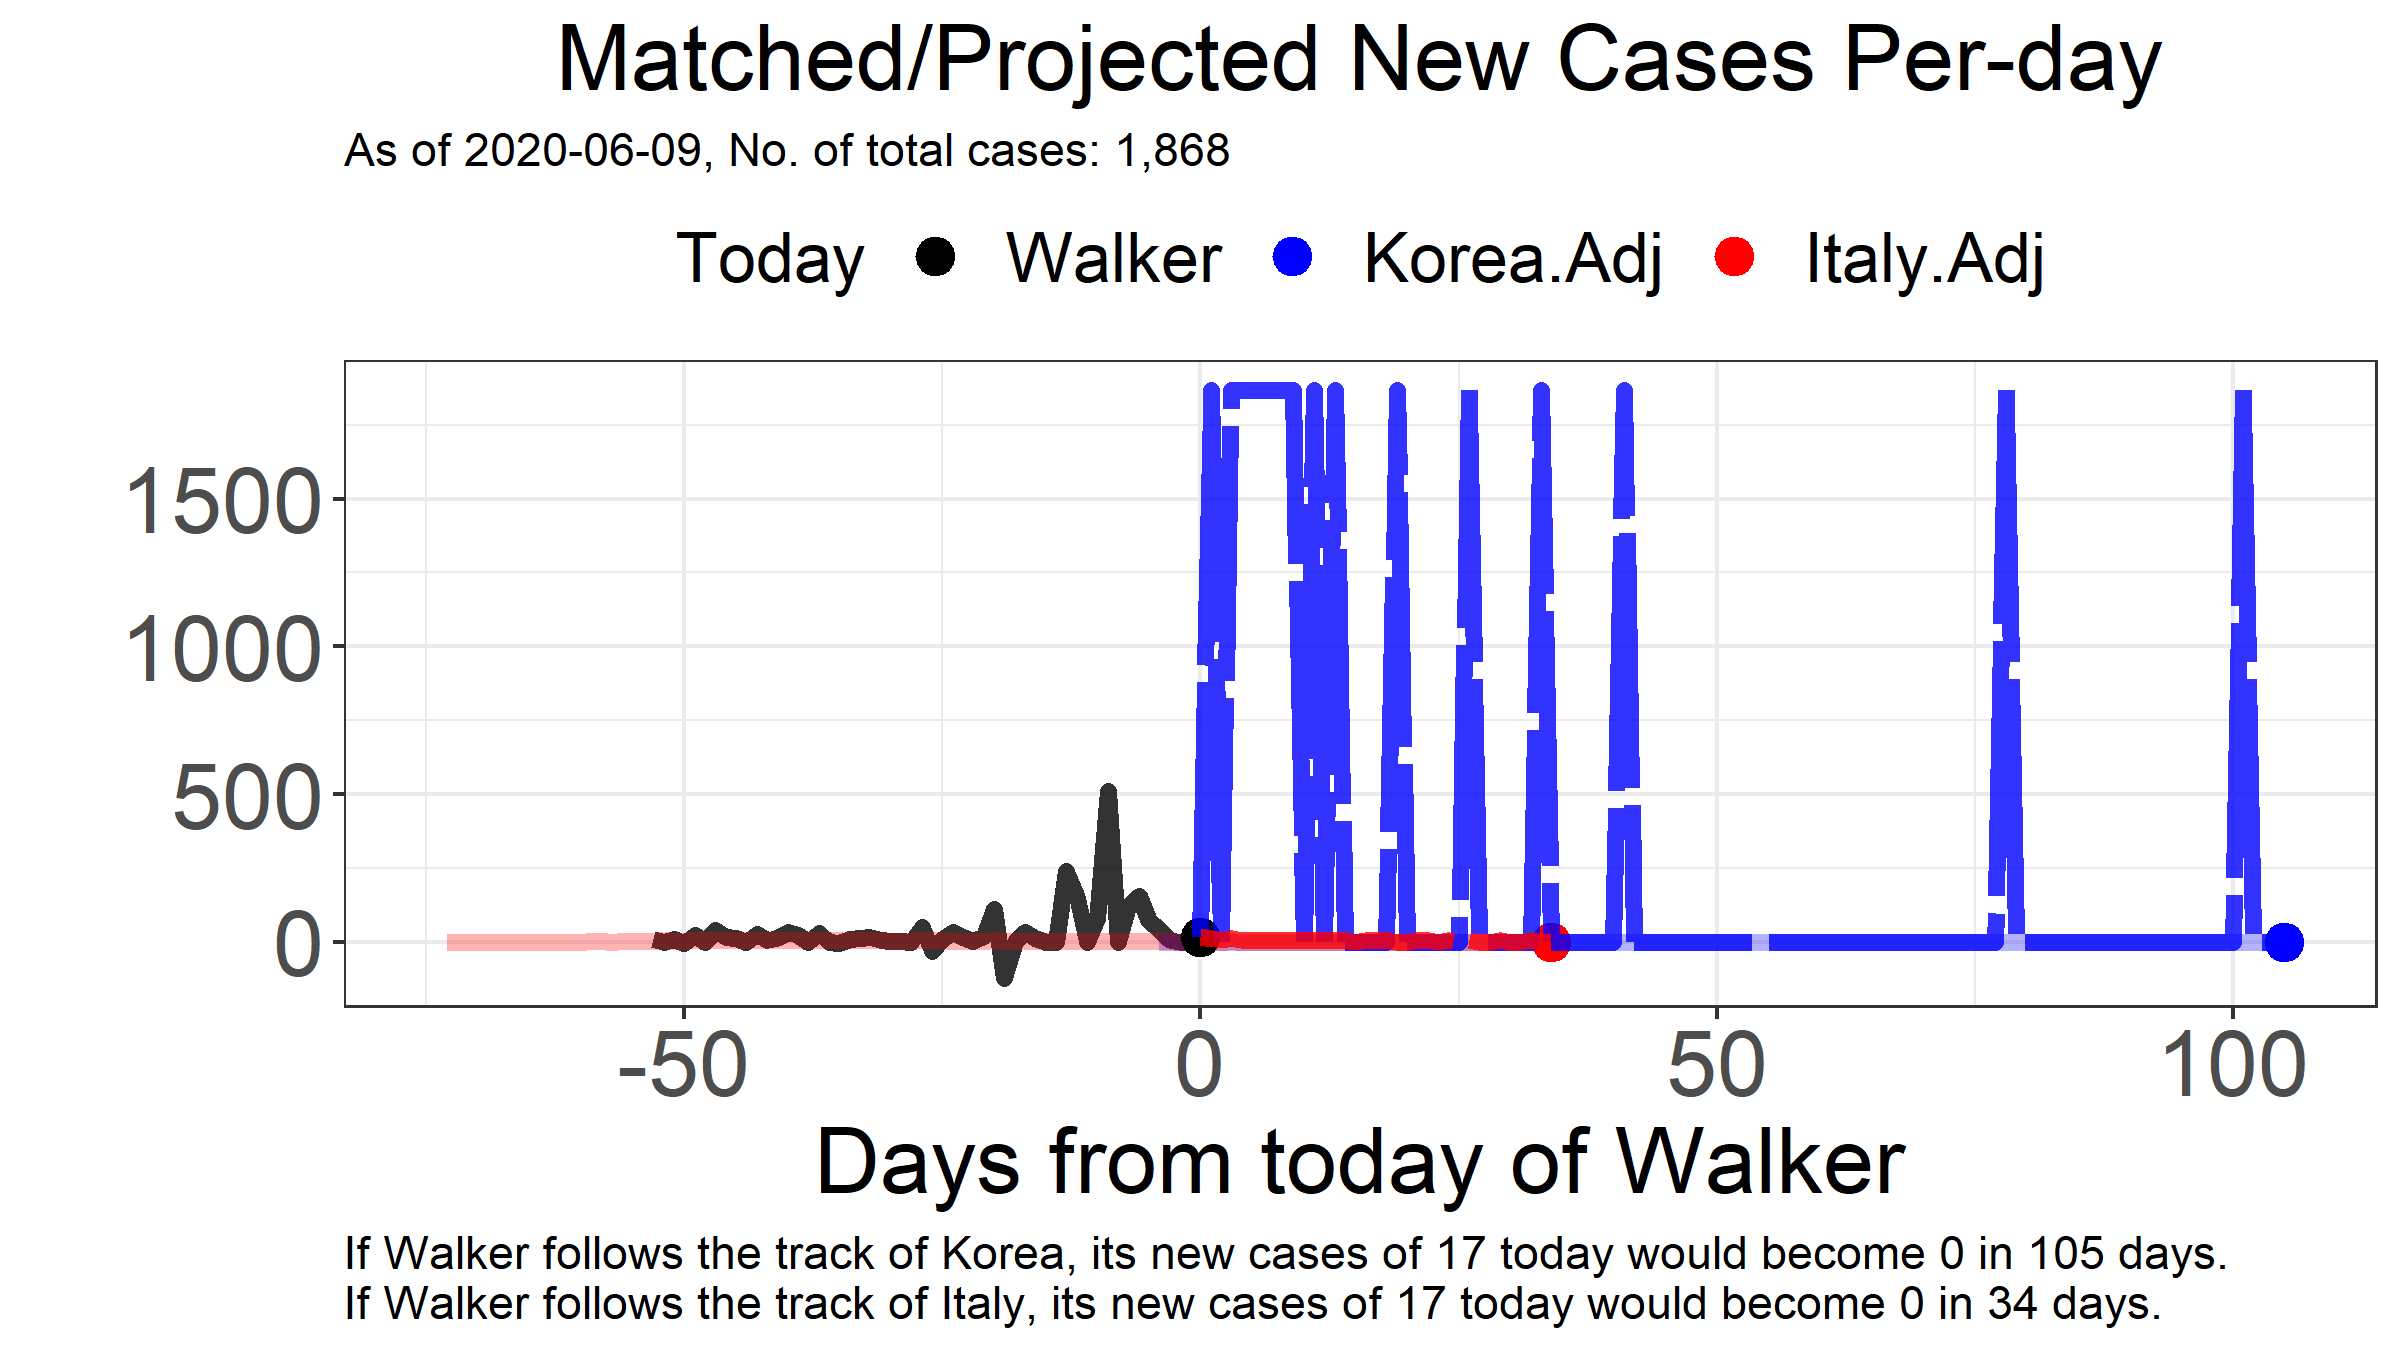 Matched/Projected New Cases Per-day
As of 2020-06-09, No. of total cases: 1,868
Today Walker Korea.Adj Italy.Adj
1500
1000
500
0
-50 0 50 100
Days from today of Walker
If Walker follows the track of Korea, its new cases of 17 today would become 0 in 105 days.
If Walker follows the track of Italy, its new cases of 17 today would become 0 in 34 days.